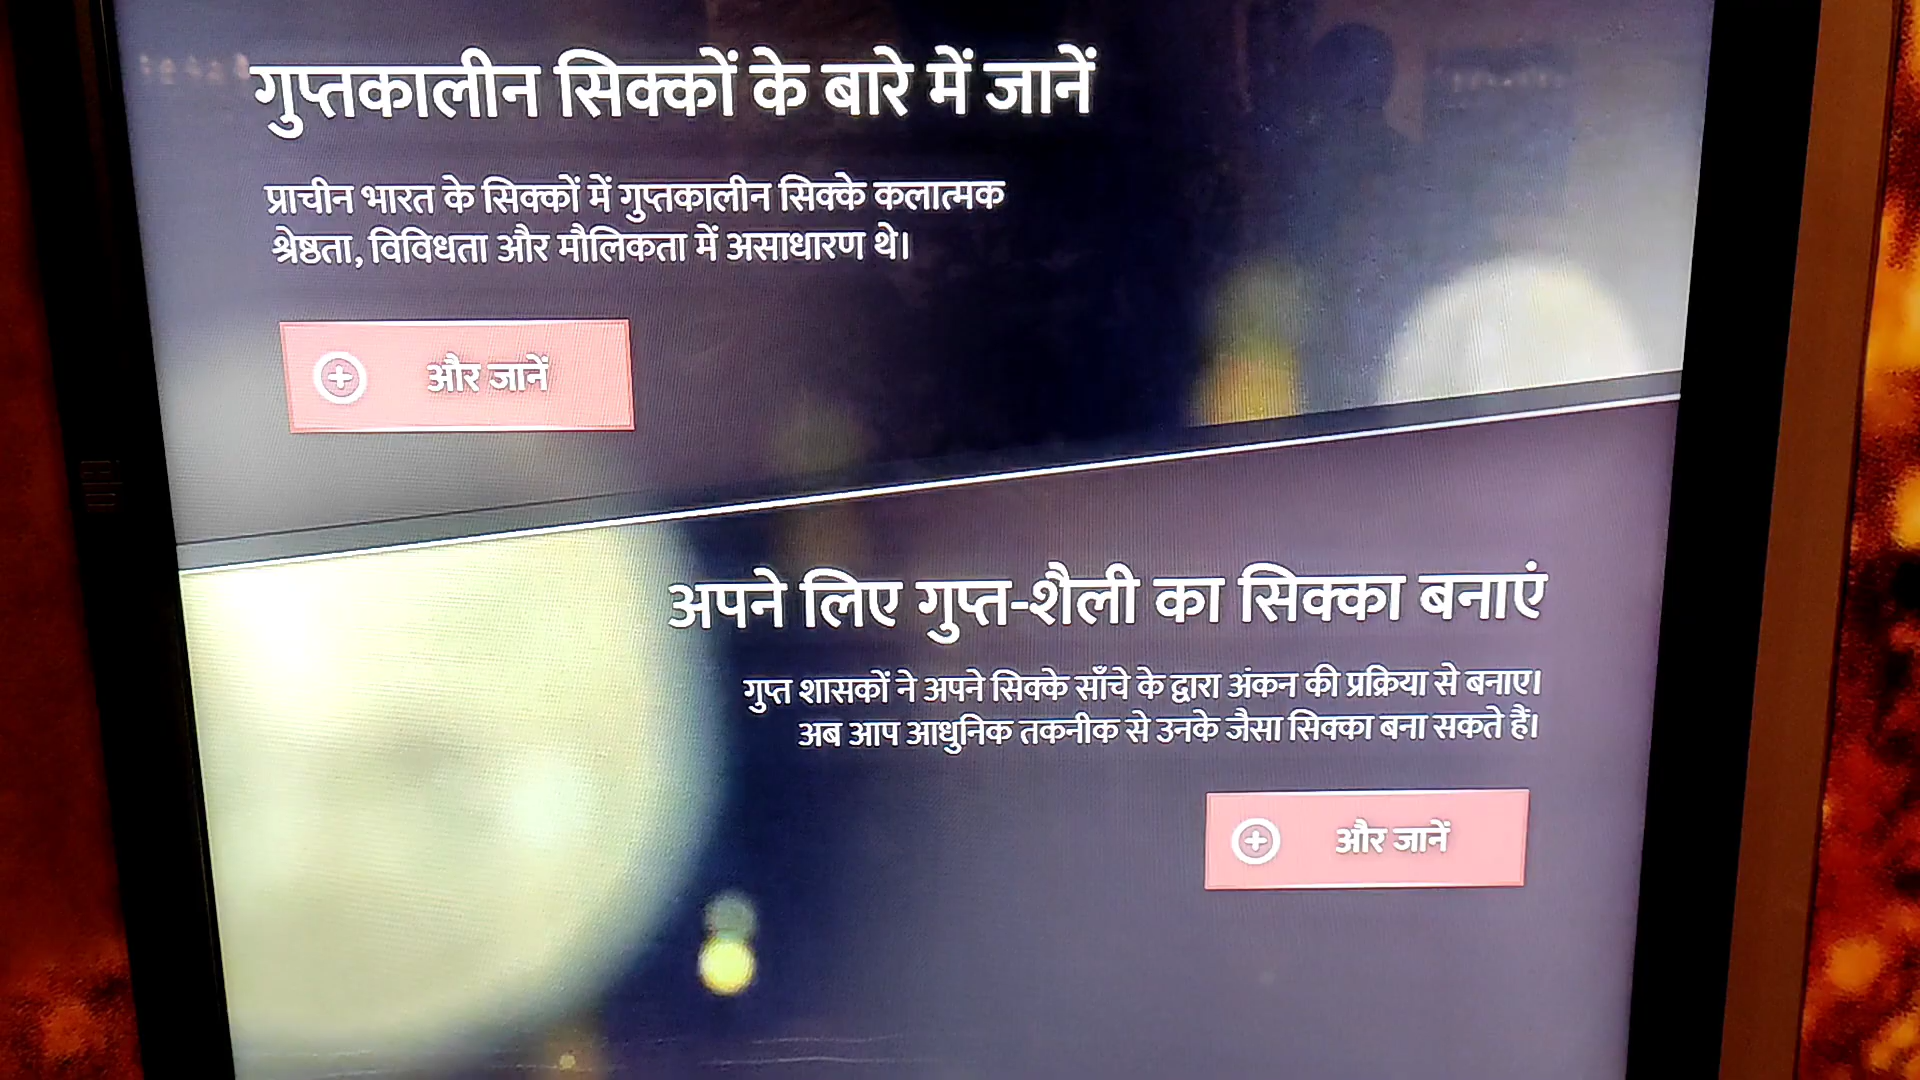 गुप्तकालीन सिक्कों के बारे में जानें
प्राचीन भारत के सिक्कों में गुप्तकालीन सिक्के कलात्मक
श्रेष्ठता, विविधता और मौलिकता में असाधारण थे।
और जानें
अपने लिए गुप्त-शैली का सिक्का बनाएं
गुप्त शासकों ने अपने सिक्के साँचे के द्वारा अंकन की प्रक्रिया से बनाए।
अब आप आधुनिक तकनीक से उनके जैसा सिक्का बना सकते हैं।
और जानें